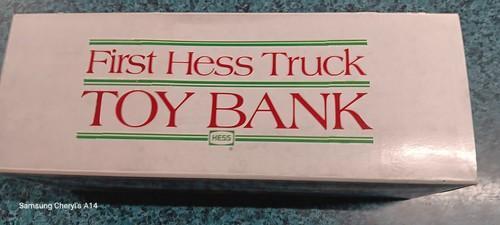 First Hess Truck
TOY BANK
HESS
®
Samsung Cheryl's A14